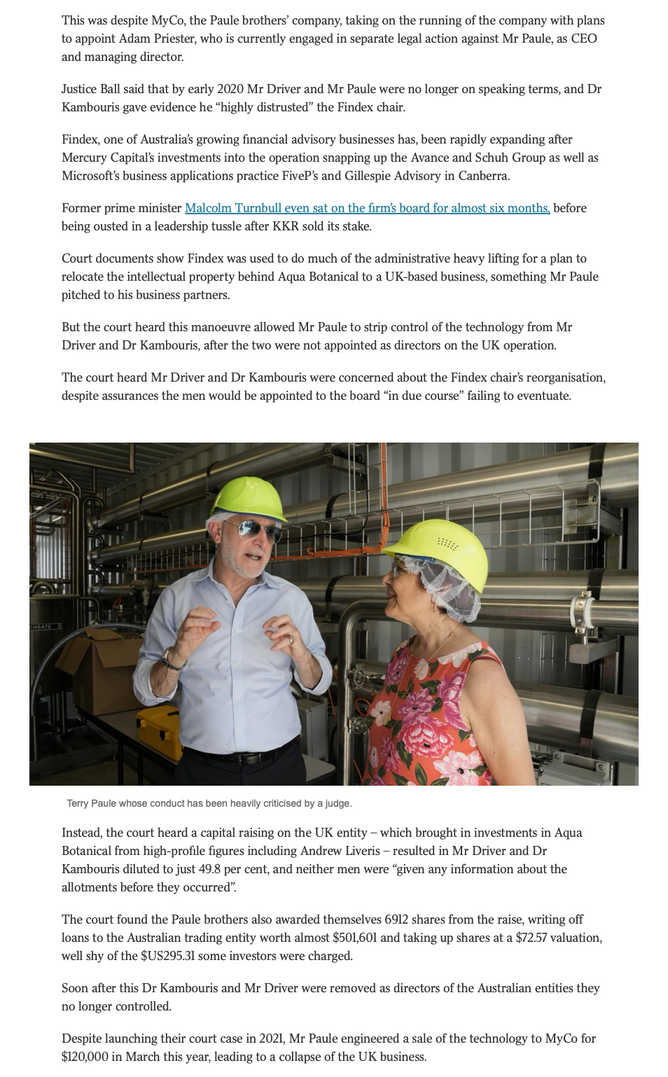 This was despite MyCo, the Paule brothers’ company, taking on the running of the company with plans
to appoint Adam Priester, who is currently engaged in separate legal action against Mr Paule, as CEO
and managing director.
Justice Ball said that by early 2020 Mr Driver and Mr Paule were no longer on speaking terms, and Dr
Kambouris gave evidence he “highly distrusted” the Findex chair.
Findex, one of Australia’s growing financial advisory businesses has, been rapidly expanding after
Mercury Capital’s investments into the operation snapping up the Avance and Schuh Group as well as
Microsoft’s business applications practice FiveP’s and Gillespie Advisory in Canberra.
Former prime minister Malcolm Turnbull even sat on the firm’s board for almost six months, before
being ousted in a leadership tussle after KKR sold its stake.
Court documents show Findex was used to do much of the administrative heavy lifting for a plan to
relocate the intellectual property behind Aqua Botanical to a UK-based business, something Mr Paule
pitched to his business partners.
But the court heard this manoeuvre allowed Mr Paule to strip control of the technology from Mr
Driver and Dr Kambouris, after the two were not appointed as directors on the UK operation.
The court heard Mr Driver and Dr Kambouris were concerned about the Findex chair’s reorganisation,
despite assurances the men would be appointed to the board “in due course” failing to eventuate.
Terry Paule whose conduct has been heavily criticised by a judge.
Instead, the court heard a capital raising on the UK entity – which brought in investments in Aqua
Botanical from high-profile figures including Andrew Liveris – resulted in Mr Driver and Dr
Kambouris diluted to just 49.8 per cent, and neither men were “given any information about the
allotments before they occurred”.
The court found the Paule brothers also awarded themselves 6912 shares from the raise, writing off
loans to the Australian trading entity worth almost $501,601 and taking up shares at a $72.57 valuation,
well shy of the $US295.31 some investors were charged.
Soon after this Dr Kambouris and Mr Driver were removed as directors of the Australian entities they
no longer controlled.
Despite launching their court case in 2021, Mr Paule engineered a sale of the technology to MyCo for
$120,000 in March this year, leading to a collapse of the UK business.